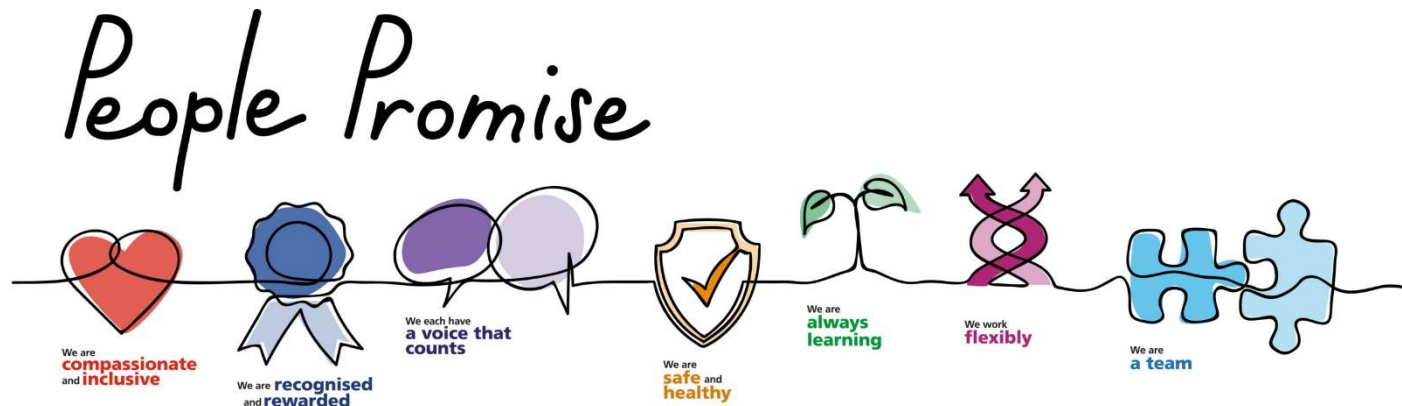 People Promise
We are
compassionate
and inclusive
We are recognised
and rewarded
We each have
a voice that
counts
We are
safe and
healthy
We are
always
learning
We work
flexibly
We are
a team